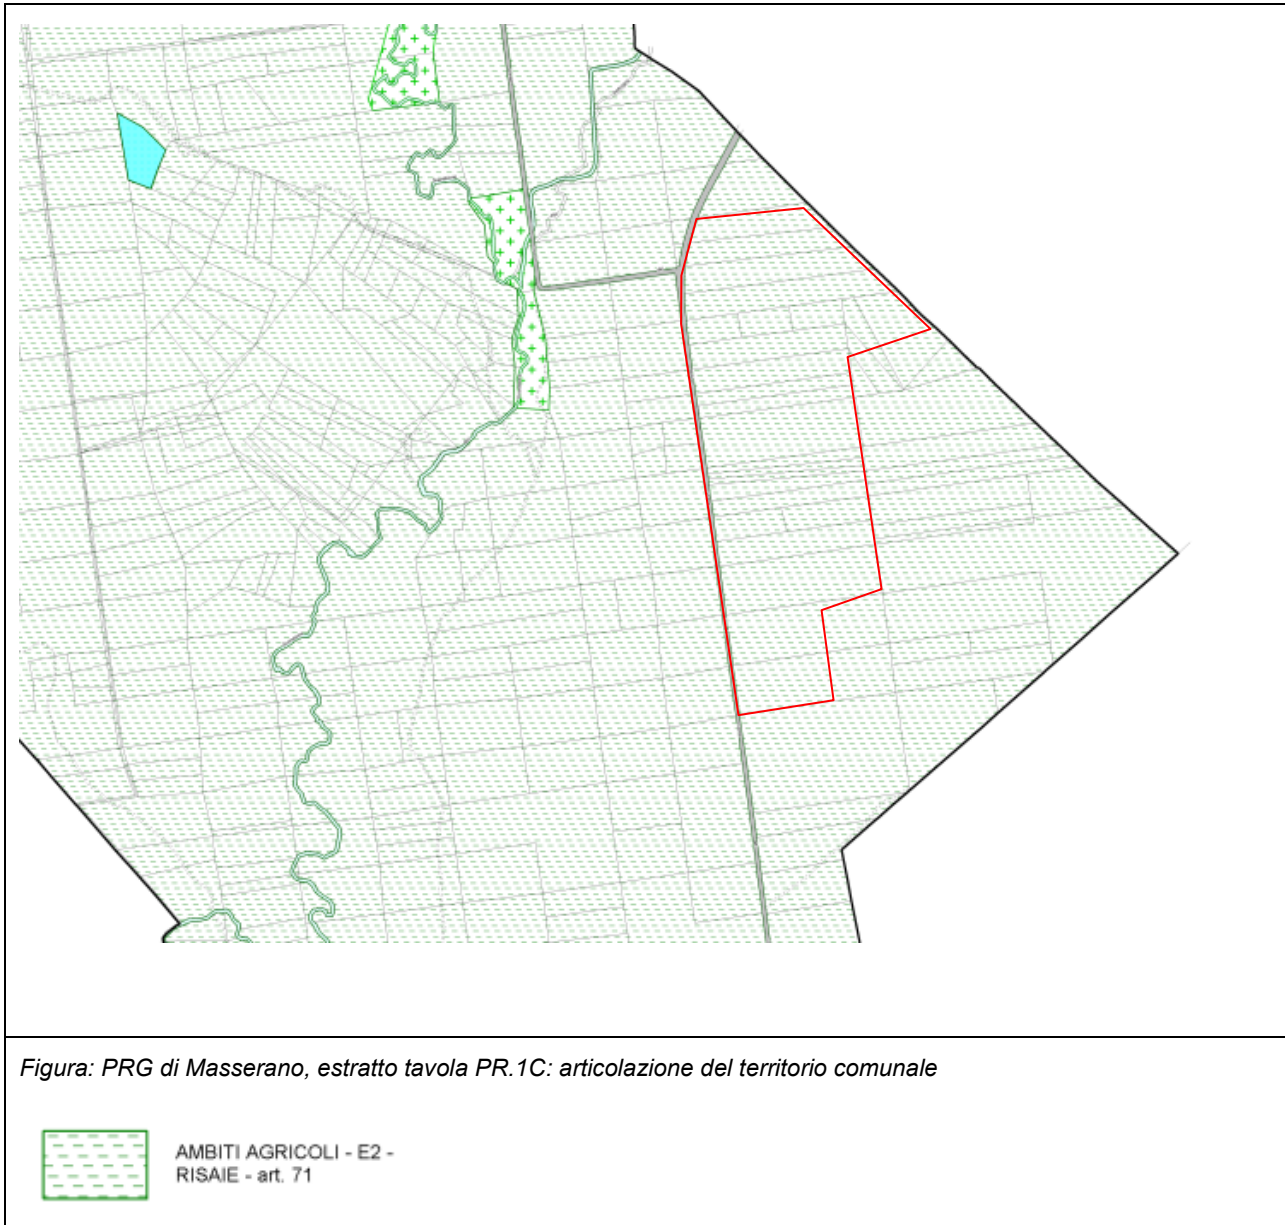 Figura: PRG di Masserano, estratto tavola PR.1C: articolazione del territorio comunale
AMBITI AGRICOLI - E2 -
RISAIE - art. 71